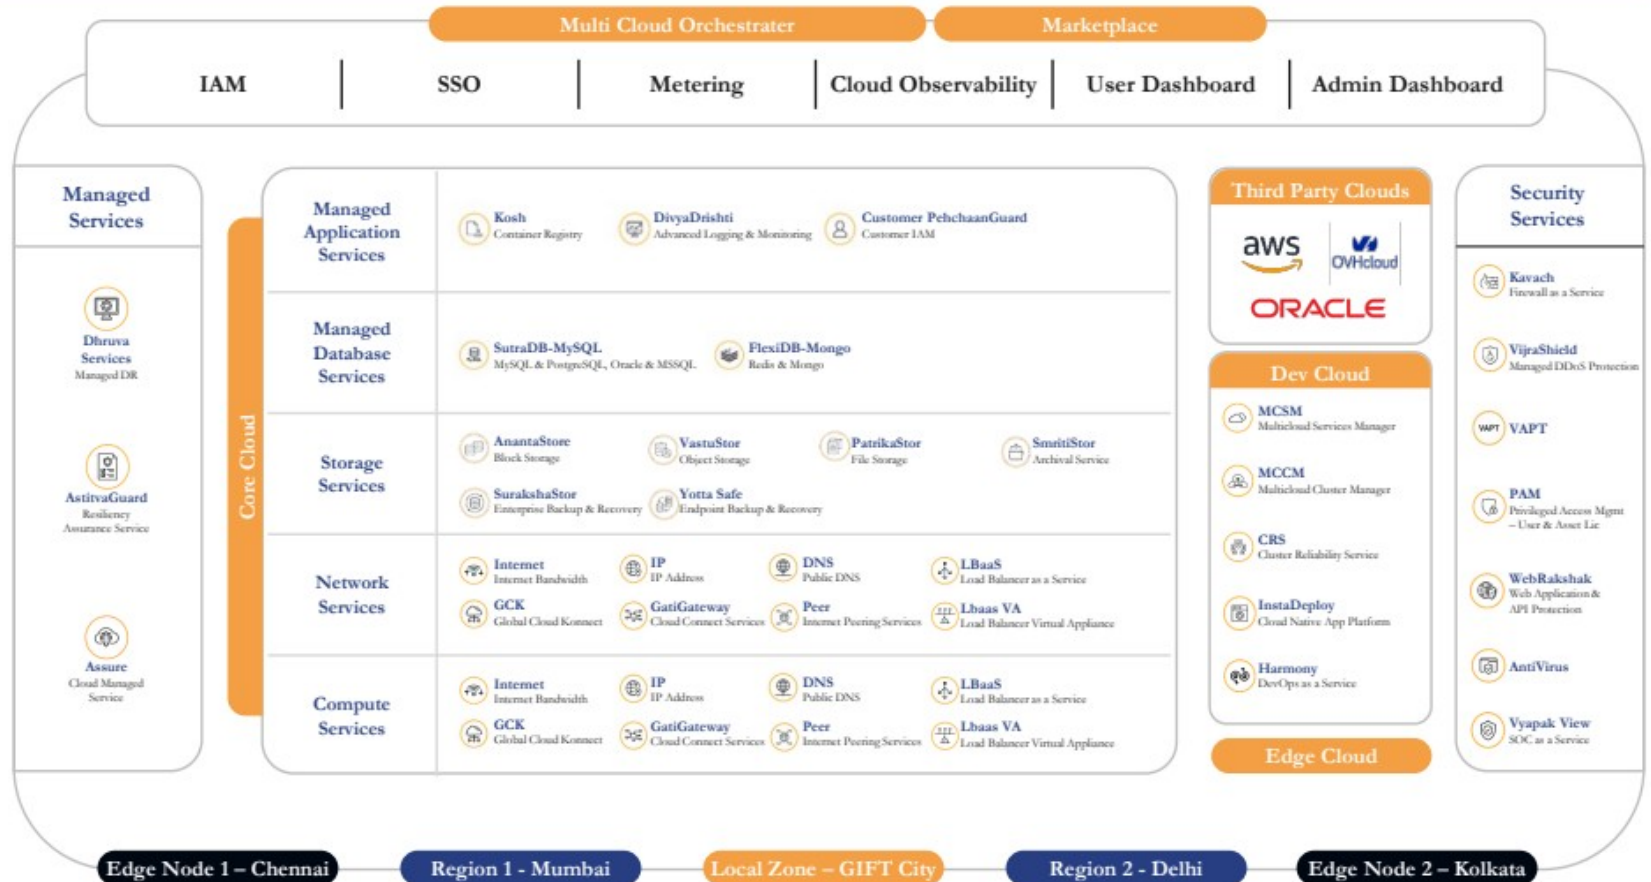 Multi Cloud Orchestrater
Marketplace
IAM
SSO
Metering
Cloud Observability
User Dashboard
Admin Dashboard
Managed
Services
Dhruva
Services
Managed DR
AstitvaGuard
Resiliency
Assurance Service
Assure
Cloud Managed
Service
Core Cloud
Managed
Application
Services
Kosh
Container Registry
DivyaDrishti
Advanced Logging & Monitoring
Customer PehchaanGuard
Customer IAM
Managed
Database
Services
SutraDB-MySQL
MySQL & PostgreSQL, Oracle & MSSQL
FlexiDB-Mongo
Redis & Mongo
Storage
Services
AnantaStore
Block Storage
VastuStor
Object Storage
PatrikaStor
File Storage
SmritiStor
Archival Service
SurakshaStor
Enterprise Backup & Recovery
Yotta Safe
Endpoint Backup & Recovery
Network
Services
Internet
Internet Bandwidth
IP
IP Address
DNS
Public DNS
LBaaS
Load Balancer as a Service
GCK
Global Cloud Konnect
GatiGateway
Cloud Connect Services
Peer
Internet Peering Services
Lbaas VA
Load Balancer Virtual Appliance
Compute
Services
Internet
Internet Bandwidth
IP
IP Address
DNS
Public DNS
LBaaS
Load Balancer as a Service
GCK
Global Cloud Konnect
GatiGateway
Cloud Connect Services
Peer
Internet Peering Services
Lbaas VA
Load Balancer Virtual Appliance
Third Party Clouds
aws
OVHcloud
ORACLE
Dev Cloud
MCSM
Multicloud Services Manager
MCCM
Multicloud Cluster Manager
CRS
Cluster Reliability Service
InstaDeploy
Cloud Native App Platform
Harmony
DevOps as a Service
Edge Cloud
Security
Services
Kavach
Firewall as a Service
VijraShield
Managed DDoS Protection
VAPT
VAPT
PAM
Privileged Access Mgmt
– User & Asset Lic
WebRakshak
Web Application &
API Protection
AntiVirus
Vyapak View
SOC as a Service
Edge Node 1 – Chennai
Region 1 - Mumbai
Local Zone – GIFT City
Region 2 - Delhi
Edge Node 2 – Kolkata